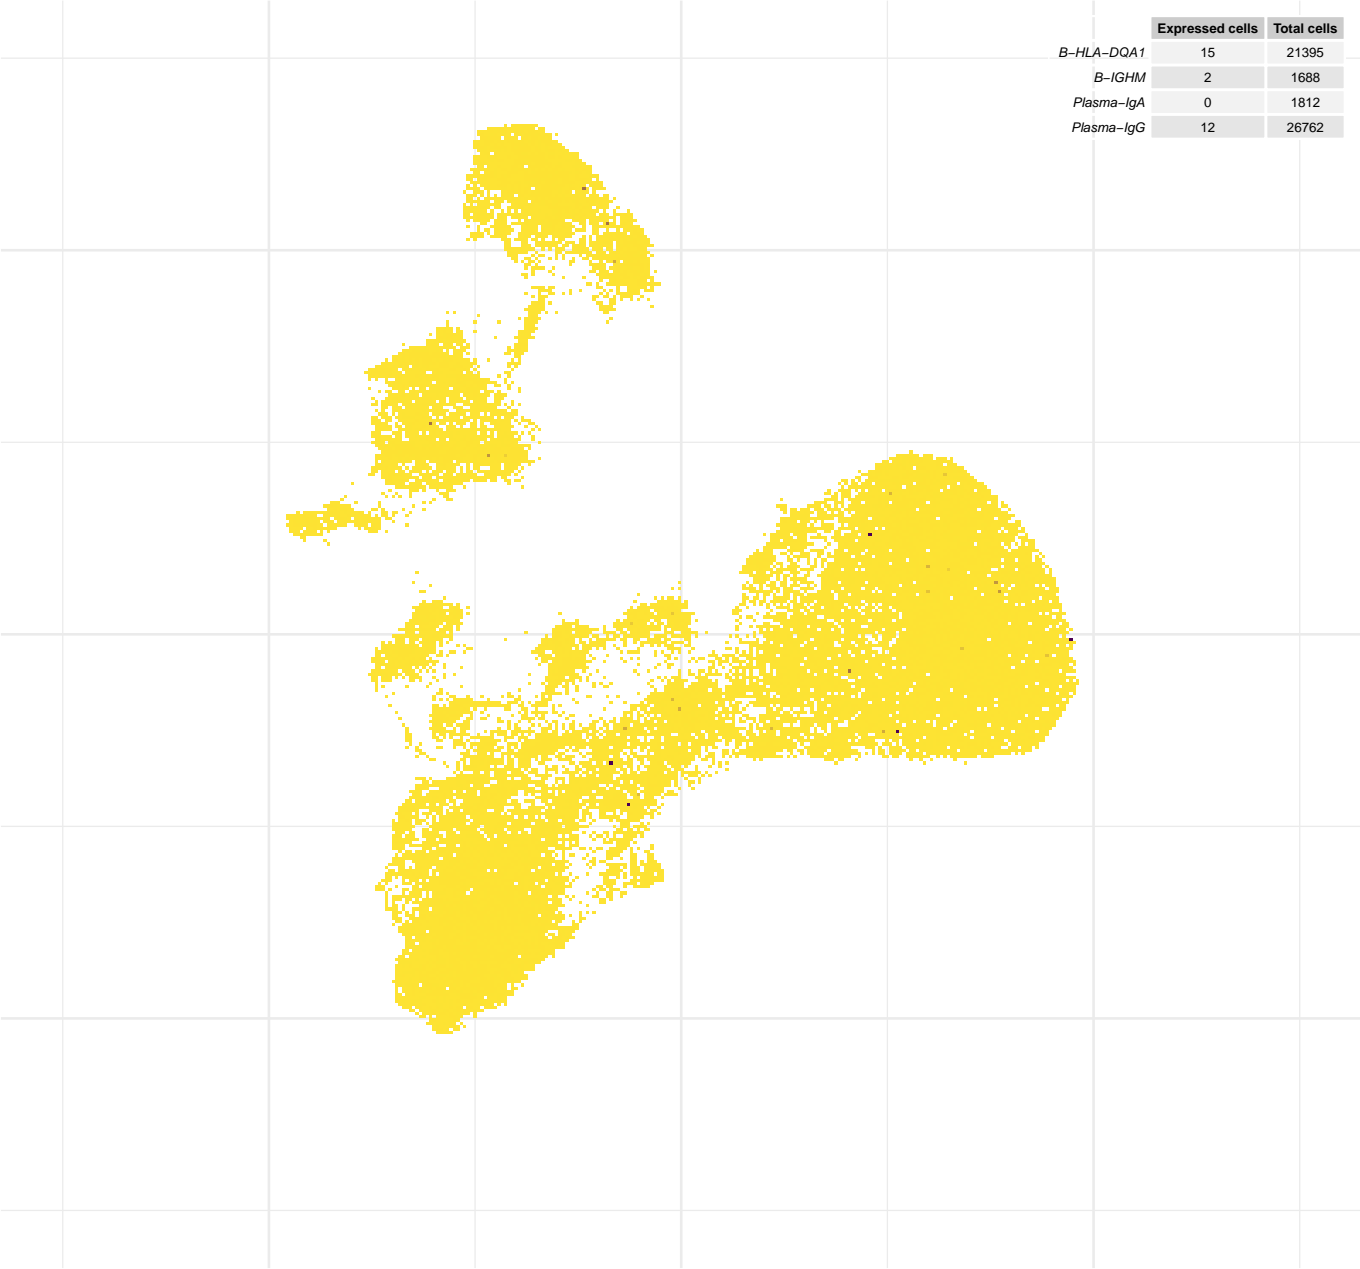 Expressed cells Total cells
B−HLA−DQA1 15 21395
B−IGHM 2 1688
Plasma−IgA 0 1812
Plasma−IgG 12 26762